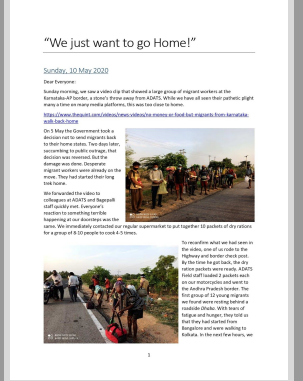 “We just want to go Home!”
Sunday, 10 May 2020
Dear Everyone:
Sunday morning, we saw a video clip that showed a large group of migrant workers at the
Karnataka-AP border, a stone's throw away from ADATS. While we have all seen their pathetic plight
many a time on many media platforms, this was too close to home.
https://www.thequint.com/videos/news-videos/no-money-or-food-but-migrants-from-karnataka-
walk-back-home
On 5 May the Government took a
decision not to send migrants back
to their home states. Two days later,
succumbing to public outrage, that
decision was reversed. But the
damage was done. Desperate
migrant workers were already on the
move. They had started their long
trek home.
We forwarded the video to
colleagues at ADATS and Bagepalli
staff quickly met. Everyone's
reaction to something terrible
happening at our doorsteps was the
same. We immediately contacted our regular supermarket to put together 10 packets of dry rations
for a group of 8-10 people to cook 4-5 times.
To reconfirm what we had seen in
the video, one of us rode to the
Highway and border check post.
By the time he got back, the dry
ration packets were ready. ADATS
Field staff loaded 2 packets each
on our motorcycles and went to
the Andhra Pradesh border. The
first group of 12 young migrants
we found were resting behind a
roadside Dhaba. With tears of
fatigue and hunger, they told us
that they had started from
Bangalore and were walking to
Kolkata. In the next few hours, we
1